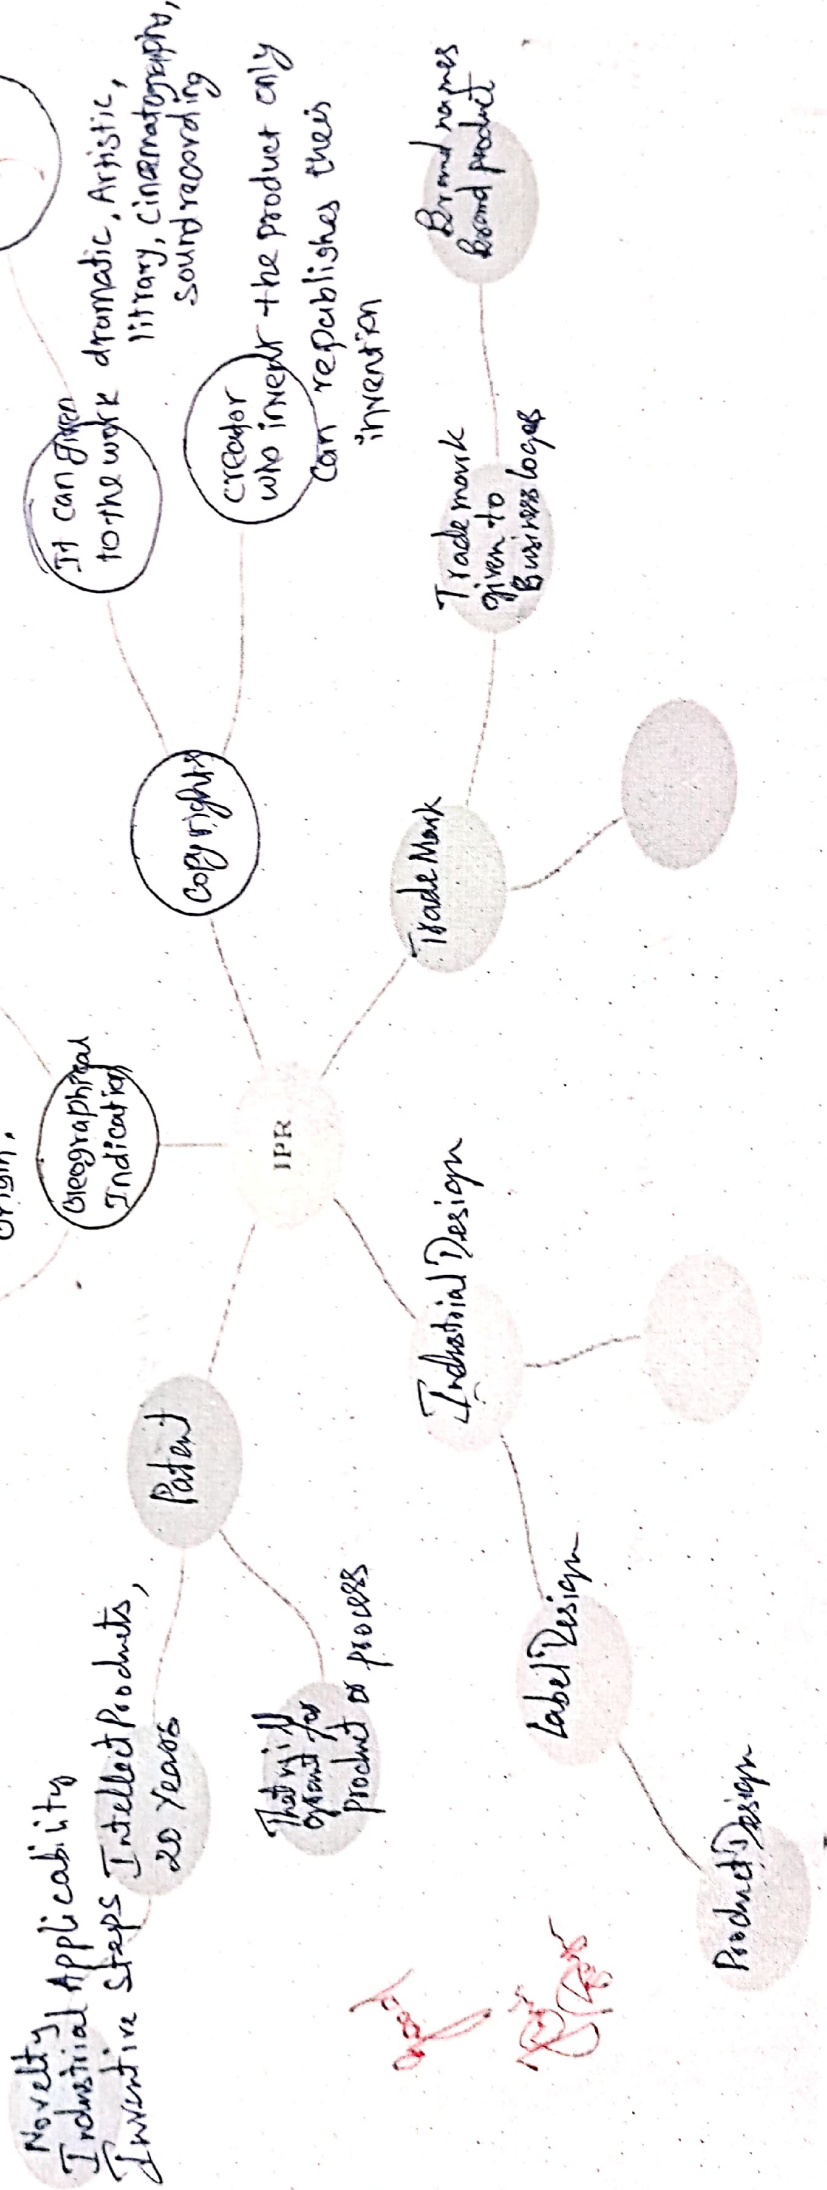 Origin.
Geographical
Indication
IPR
Copyrights
It can given
to the work dramatic, Artistic,
litrary, Cinematography,
sound recording
creator
who invent the product only
can republishes their
invention
Trade Mark
Trade mark
given to
Business logos
Brand names
Brand product
Patent
Intellect Products,
20 Years
Novelty
Industrial Applicability
Inventive Steps
That will
grant for
product or process
Industrial Design
Label Design
Product Design